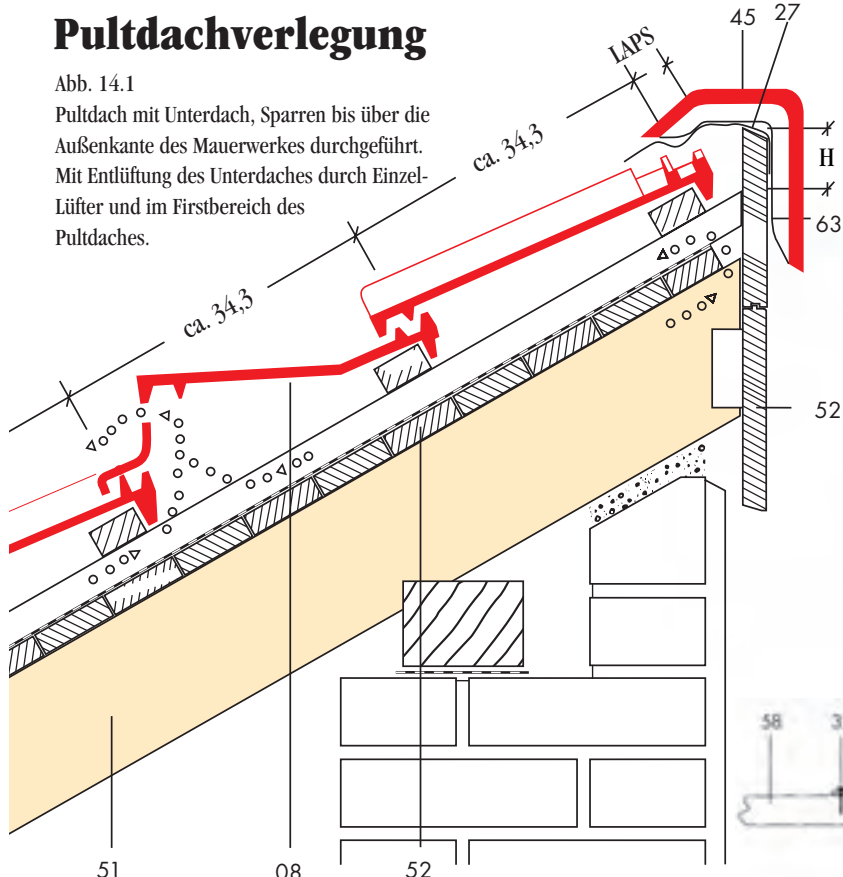 Pultdachverlegung
Abb. 14.1
Pultdach mit Unterdach, Sparren bis über die
Außenkante des Mauerwerkes durchgeführt.
Mit Entlüftung des Unterdaches durch Einzel-
Lüfter und im Firstbereich des
Pultdaches.
45
27
LAPS
ca. 34,3
H
63
ca. 34,3
52
58
51
08
52